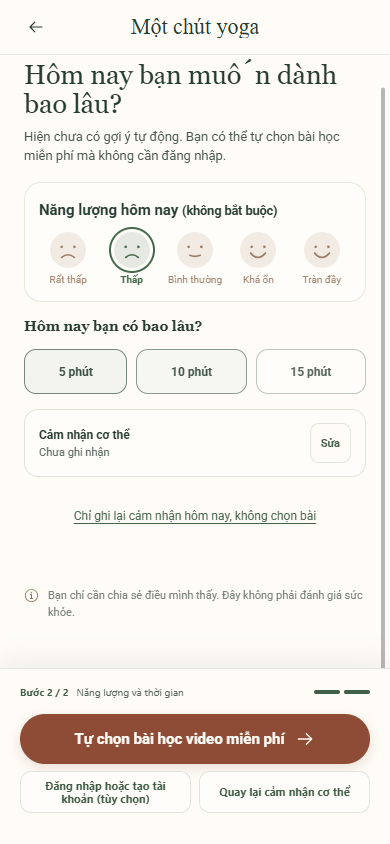 Một chút yoga
Hôm nay bạn muốn dành
bao lâu?
Hiện chưa có gợi ý tự động. Bạn có thể tự chọn bài học
miễn phí mà không cần đăng nhập.
Năng lượng hôm nay (không bắt buộc)
Rất thấp
Thấp
Bình thường
Khá ổn
Tràn đầy
Hôm nay bạn có bao lâu?
5 phút
10 phút
15 phút
Cảm nhận cơ thể
Chưa ghi nhận
Sửa
Chỉ ghi lại cảm nhận hôm nay, không chọn bài
Bạn chỉ cần chia sẻ điều mình thấy. Đây không phải đánh giá sức
khỏe.
Bước 2 / 2 Năng lượng và thời gian
Tự chọn bài học video miễn phí
Đăng nhập hoặc tạo tài
khoản (tùy chọn)
Quay lại cảm nhận cơ thể